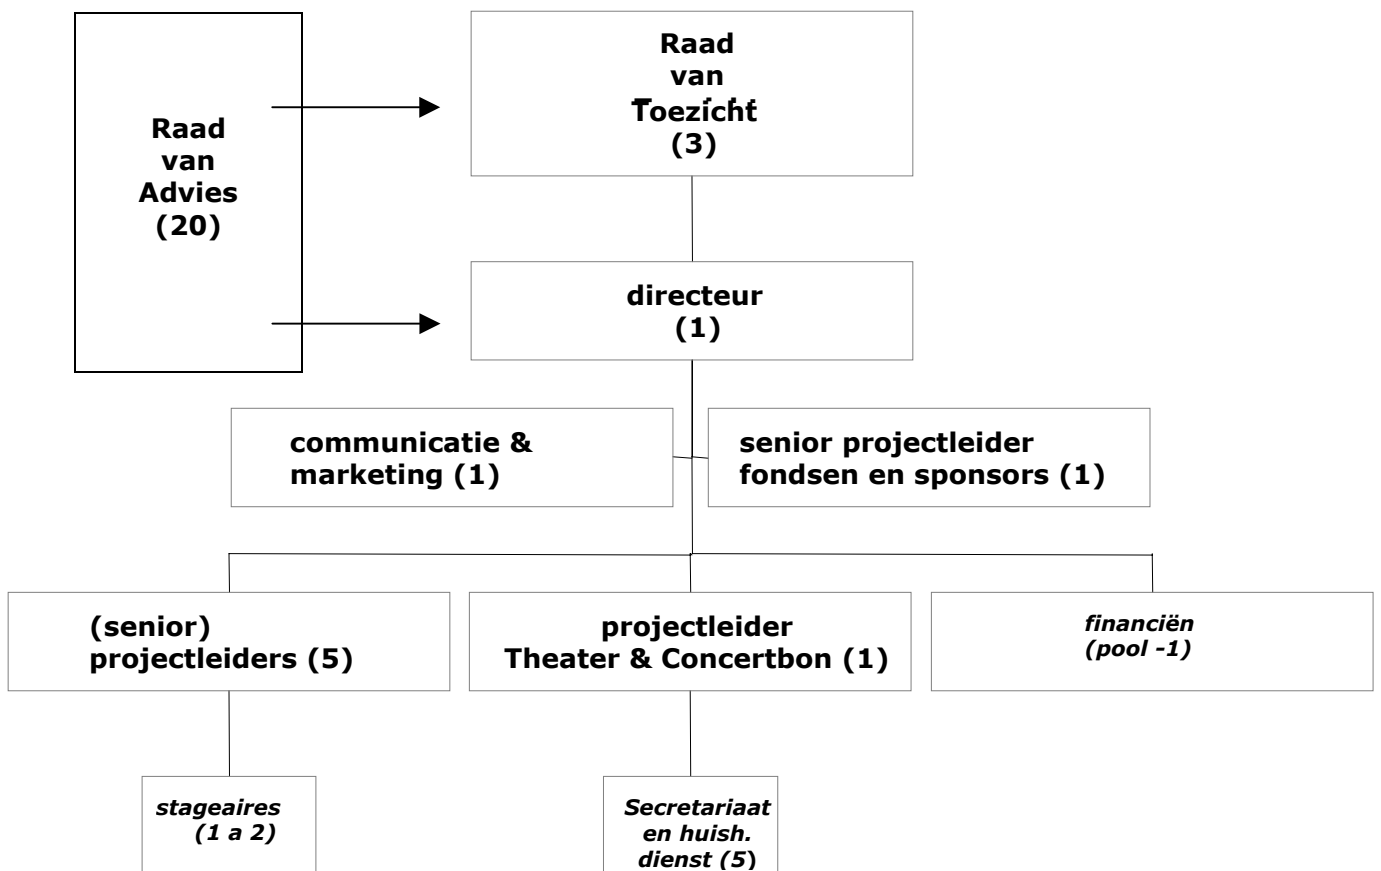 Raad
van
Toezicht
(3)
Raad
van
Advies
(20)
directeur
(1)
communicatie &
marketing (1)
senior projectleider
fondsen en sponsors (1)
(senior)
projectleiders (5)
projectleider
Theater & Concertbon (1)
financiën
(pool -1)
stageaires
(1 a 2)
Secretariaat
en huish.
dienst (5)